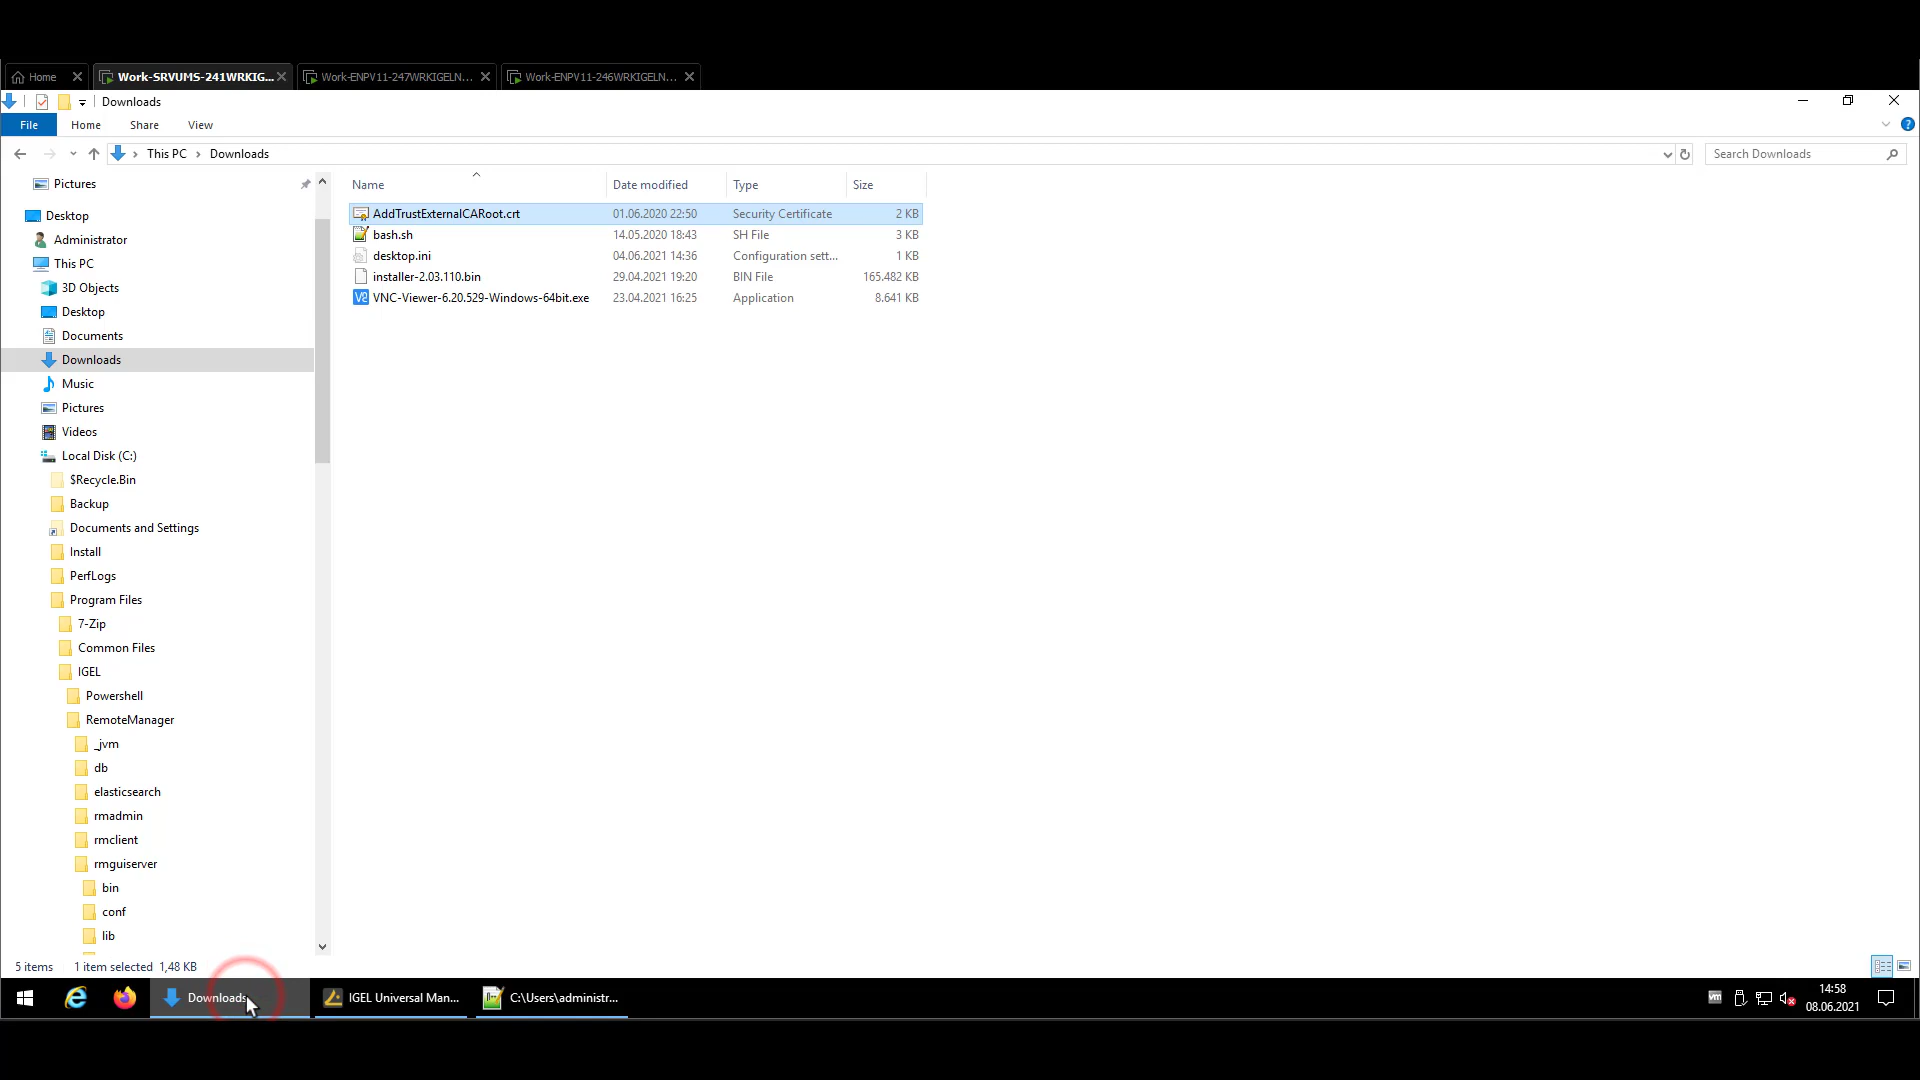 Home
Work-SRVUMS-241WRKIG...
Work-ENPV11-247WRKIGELN...
Work-ENPV11-246WRKIGELN...
Downloads
File
Home
Share
View
This PC
Downloads
Search Downloads
Name
Date modified
Type
Size
Pictures
Desktop
Administrator
This PC
3D Objects
Desktop
Documents
Downloads
Music
Pictures
Videos
Local Disk (C:)
$Recycle.Bin
Backup
Documents and Settings
Install
PerfLogs
Program Files
7-Zip
Common Files
IGEL
Powershell
RemoteManager
_jvm
db
elasticsearch
rmadmin
rmclient
rmguiserver
bin
conf
lib
AddTrustExternalCARoot.crt 01.06.2020 22:50 Security Certificate 2 KB
bash.sh 14.05.2020 18:43 SH File 3 KB
desktop.ini 04.06.2021 14:36 Configuration sett... 1 KB
installer-2.03.110.bin 29.04.2021 19:20 BIN File 165.482 KB
VNC-Viewer-6.20.529-Windows-64bit.exe 23.04.2021 16:25 Application 8.641 KB
5 items 1 item selected 1,48 KB
Downloads
IGEL Universal Man...
C:\Users\administr...
vm
14:58
08.06.2021